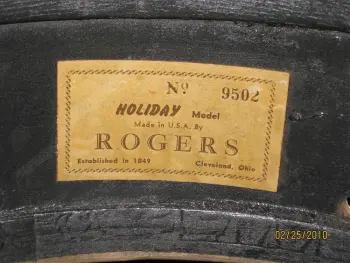 Nº 9502
HOLIDAY Model
Made in U.S.A. By
ROGERS
Established in 1849 Cleveland, Ohio
02/25/2010